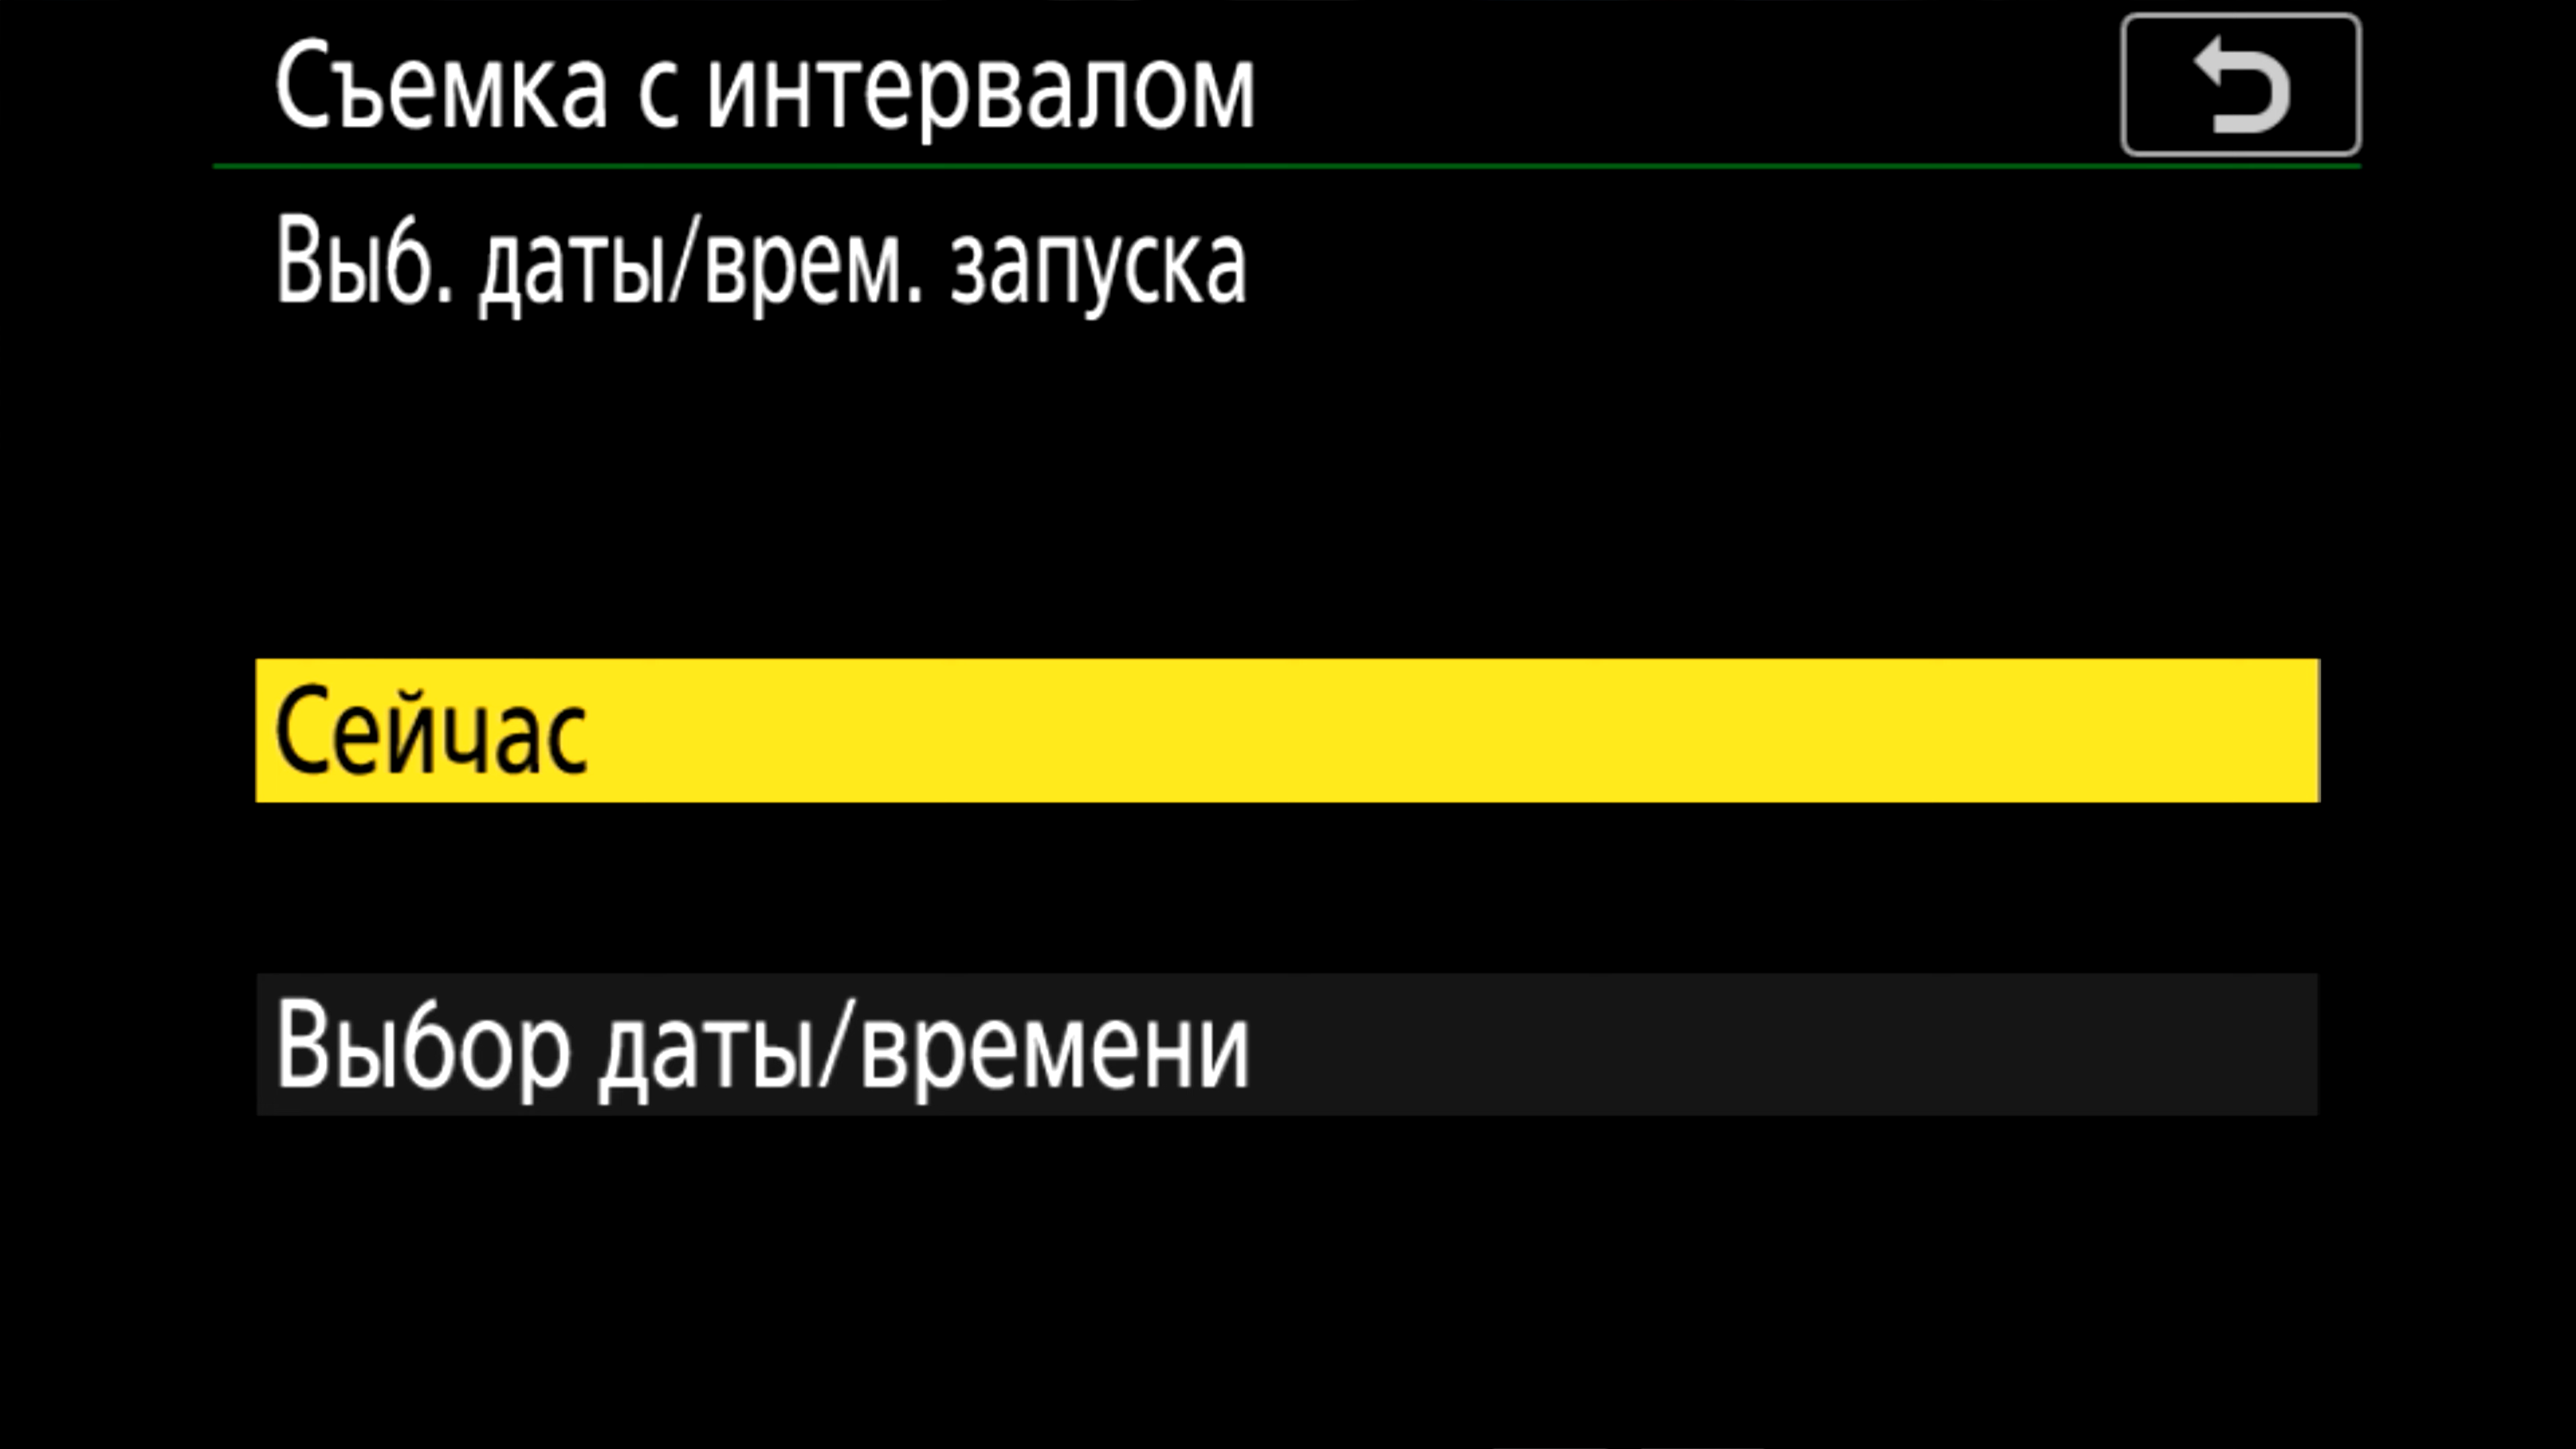 Съемка с интервалом
Выб. даты/врем. запуска
Сейчас
Выбор даты/времени